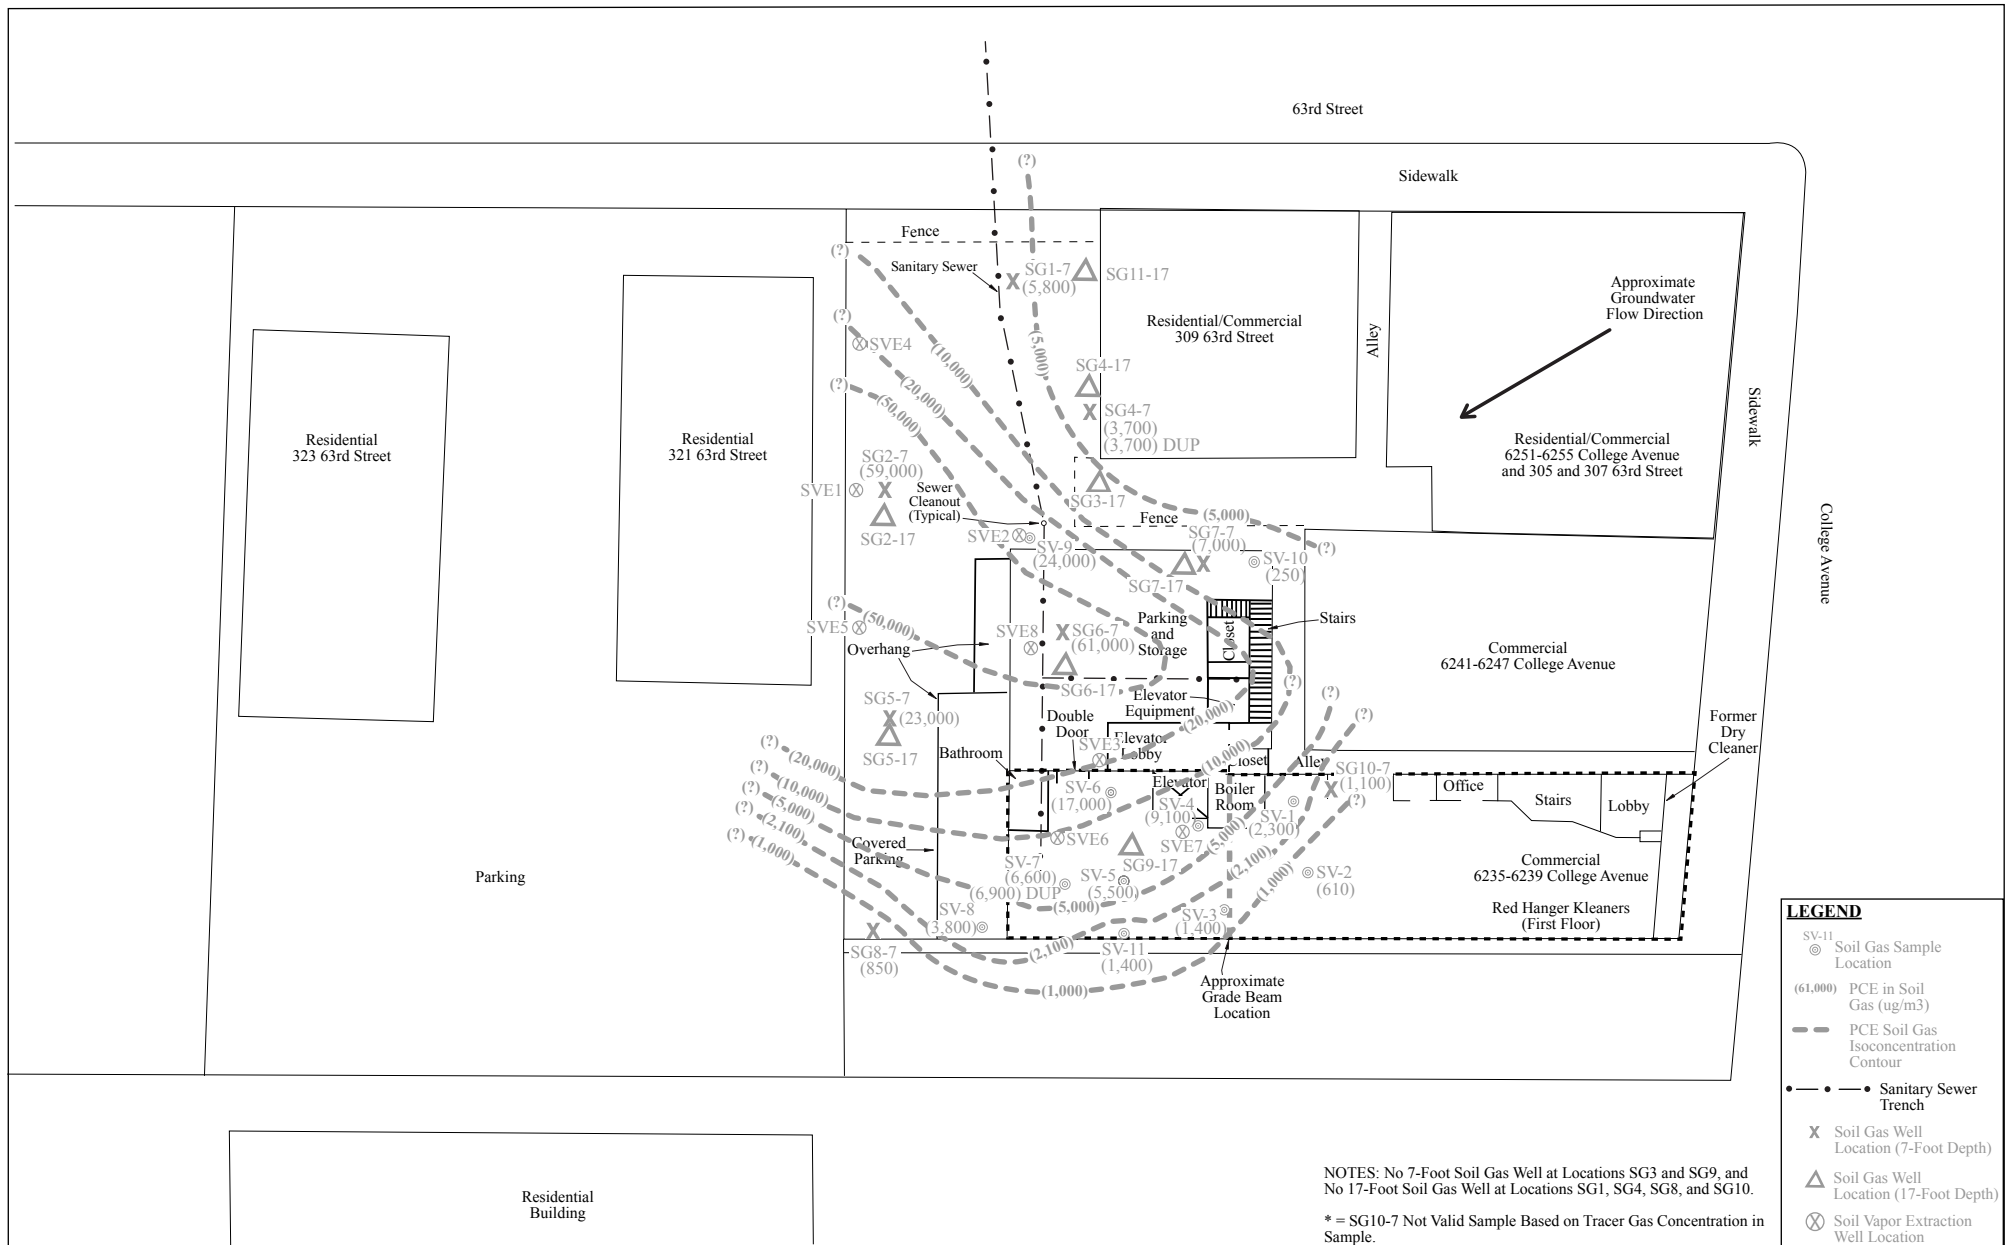 63rd Street
Sidewalk
(?)
Fence
(?)
Sanitary Sewer
SG1-7
(5,800)
SG11-17
Approximate
Groundwater
Flow Direction
(?)
SVE4
(10,000)
(5,000)
Residential/Commercial
309 63rd Street
Alley
(?)
(20,000)
(50,000)
SG4-17
SG4-7
(3,700)
(3,700) DUP
Sidewalk
Residential
323 63rd Street
Residential
321 63rd Street
Residential/Commercial
6251-6255 College Avenue
and 305 and 307 63rd Street
SG2-7
(59,000)
SVE1
SG2-17
Sewer
Cleanout
(Typical)
SG3-17
Fence
(5,000)
(?)
College Avenue
SVE2
SV-9
(24,000)
SG7-7
(7,000)
SG7-17
SV-10
(250)
(?)
(50,000)
SVE5
Overhang
SVE8
SG6-7
(61,000)
SG6-17
Parking
and
Storage
Closet
Stairs
Commercial
6241-6247 College Avenue
(?)
(?)
(?)
SG5-7
(23,000)
SG5-17
Elevator
Equipment
(20,000)
Double
Door
Elevator
Lobby
SVE3
Bathroom
(10,000)
Closet
Alley
Former
Dry
Cleaner
(?)
(20,000)
(?)
(10,000)
(?)
(5,000)
(?)
(2,100)
(?)
(1,000)
SV-6
(17,000)
Elevator
Boiler
Room
SG10-7
(1,100)
(?)
Office
Stairs
Lobby
SV-4
(9,100)
SVE7
SV-1
(2,300)
SVE6
SG9-17
(5,000)
(2,100)
(1,000)
Covered
Parking
SV-7
(6,600)
(6,900) DUP
SV-5
(5,500)
SV-2
(610)
Commercial
6235-6239 College Avenue
Red Hanger Kleaners
(First Floor)
Parking
SV-8
(3,800)
(5,000)
SV-3
(1,400)
SG8-7
(850)
(2,100)
SV-11
(1,400)
(1,000)
Approximate
Grade Beam
Location
LEGEND
SV-11
Soil Gas Sample
Location
(61,000)
PCE in Soil
Gas (ug/m3)
PCE Soil Gas
Isoconcentration
Contour
Sanitary Sewer
Trench
Soil Gas Well
Location (7-Foot Depth)
Soil Gas Well
Location (17-Foot Depth)
Soil Vapor Extraction
Well Location
Residential
Building
NOTES: No 7-Foot Soil Gas Well at Locations SG3 and SG9, and
No 17-Foot Soil Gas Well at Locations SG1, SG4, SG8, and SG10.
* = SG10-7 Not Valid Sample Based on Tracer Gas Concentration in
Sample.